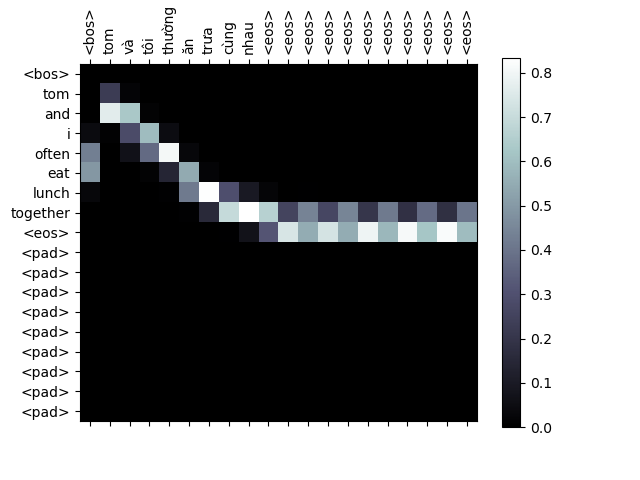 <bos> tom và tôi thường ăn trưa cùng nhau <eos> <eos> <eos> <eos> <eos> <eos> <eos> <eos> <eos> <eos> <eos>
<bos>
tom
and
i
often
eat
lunch
together
<eos>
<pad>
<pad>
<pad>
<pad>
<pad>
<pad>
<pad>
<pad>
<pad>
0.8
0.7
0.6
0.5
0.4
0.3
0.2
0.1
0.0